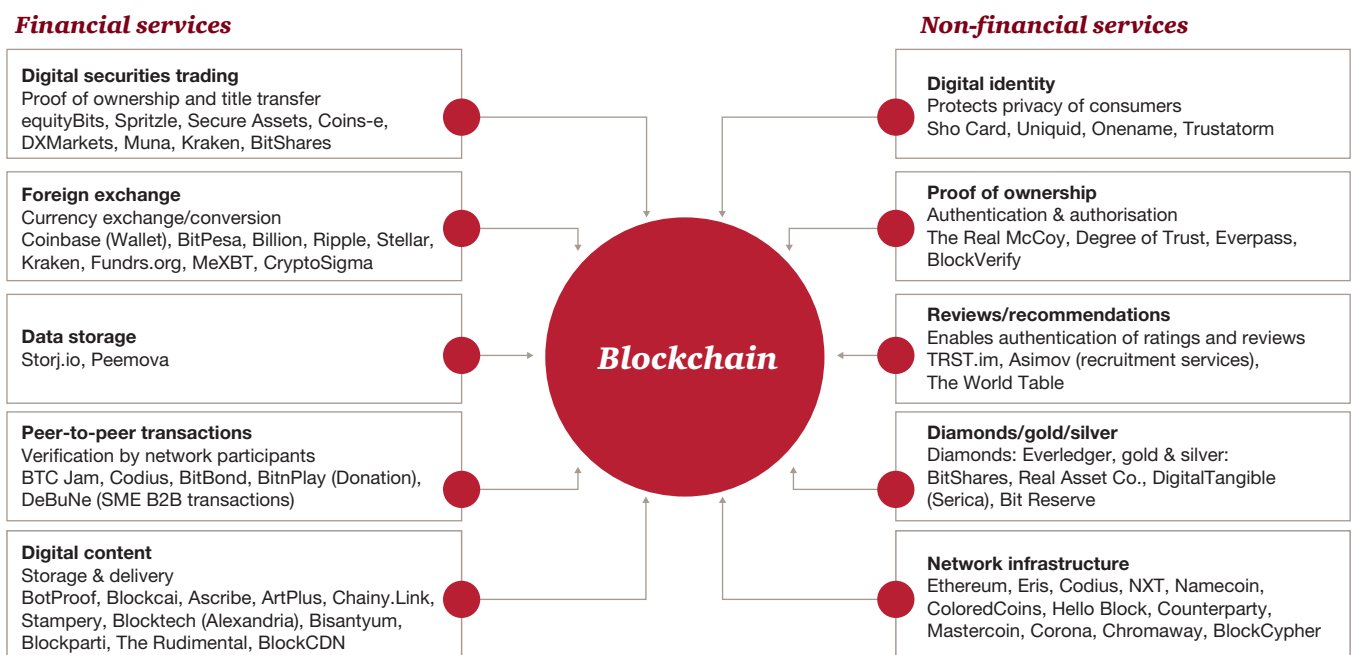 Financial services
Digital securities trading
Proof of ownership and title transfer
equityBits, Spritzle, Secure Assets, Coins-e,
DXMarkets, Muna, Kraken, BitShares
Foreign exchange
Currency exchange/conversion
Coinbase (Wallet), BitPesa, Billion, Ripple, Stellar,
Kraken, Fundrs.org, MeXBT, CryptoSigma
Data storage
Storj.io, Peemova
Peer-to-peer transactions
Verification by network participants
BTC Jam, Codius, BitBond, BitnPlay (Donation),
DeBuNe (SME B2B transactions)
Digital content
Storage & delivery
BotProof, Blockcai, Ascribe, ArtPlus, Chainy.Link,
Stampery, Blocktech (Alexandria), Bisantyum,
Blockparti, The Rudimental, BlockCDN
Blockchain
Non-financial services
Digital identity
Protects privacy of consumers
Sho Card, Uniquid, Onename, Trustatorm
Proof of ownership
Authentication & authorisation
The Real McCoy, Degree of Trust, Everpass,
BlockVerify
Reviews/recommendations
Enables authentication of ratings and reviews
TRST.im, Asimov (recruitment services),
The World Table
Diamonds/gold/silver
Diamonds: Everledger, gold & silver:
BitShares, Real Asset Co., DigitalTangible
(Serica), Bit Reserve
Network infrastructure
Ethereum, Eris, Codius, NXT, Namecoin,
ColoredCoins, Hello Block, Counterparty,
Mastercoin, Corona, Chromaway, BlockCypher